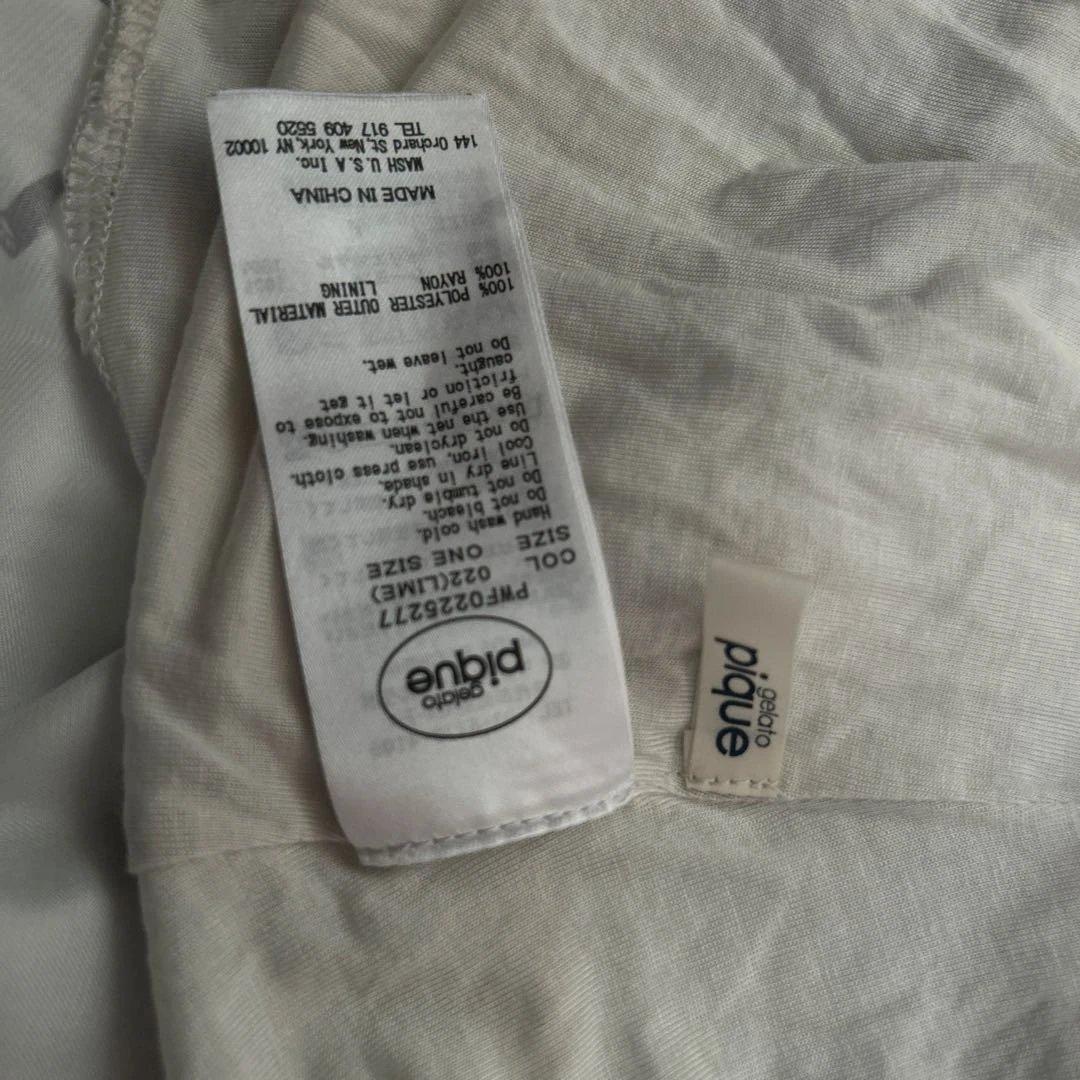 gelato
pique
PWF0225277
COL 022(LIME)
SIZE ONE SIZE
Hand wash cold.
Do not bleach.
Do not tumble dry.
Line dry in shade.
Cool iron, use press cloth.
Do not dryclean.
Use the net when washing.
Be careful not to expose to
friction or let it get
caught.
Do not leave wet.
100% POLYESTER OUTER MATERIAL
100% RAYON LINING
MADE IN CHINA
MASH U.S.A Inc.
144 Orchard St, New York, NY 10002
TEL 917 409 5520
gelato
pique